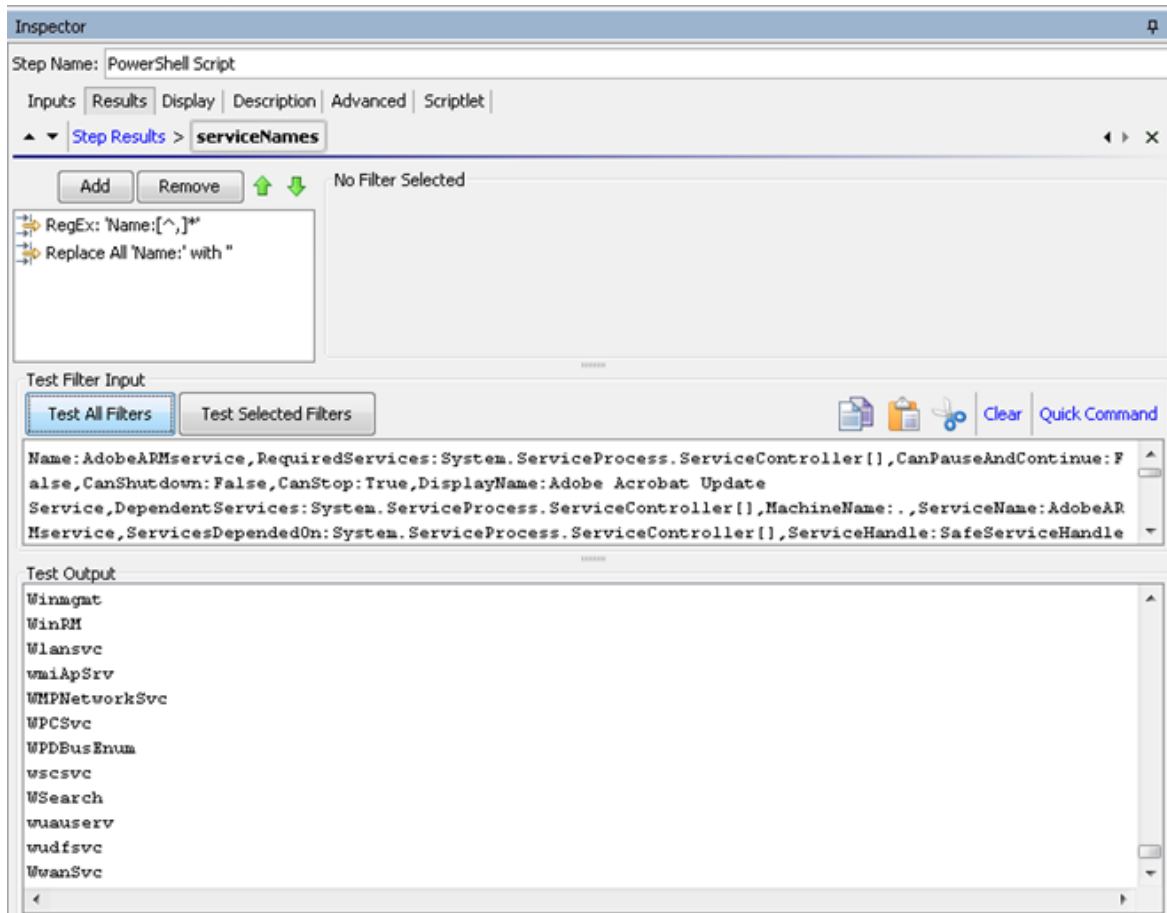 Inspector
Step Name: PowerShell Script
Inputs Results Display Description Advanced Scriptlet
Step Results > serviceNames
Add Remove No Filter Selected
RegEx: 'Name:[^,]*'
Replace All 'Name:' with ''
Test Filter Input
Test All Filters Test Selected Filters Clear Quick Command
Name:AdobeARMservice,RequiredServices:System.ServiceProcess.ServiceController[],CanPauseAndContinue:F
alse,CanShutdown:False,CanStop:True,DisplayName:Adobe Acrobat Update
Service,DependentServices:System.ServiceProcess.ServiceController[],MachineName:.,ServiceName:AdobeAR
Mservice,ServicesDependedOn:System.ServiceProcess.ServiceController[],ServiceHandle:SafeServiceHandle
Test Output
Winmgmt
WinRM
Wlansvc
wmiApSrv
WMPNetworkSvc
WPCSvc
WPDBusEnum
wscsvc
WSearch
wuauserv
wudfsvc
WwanSvc